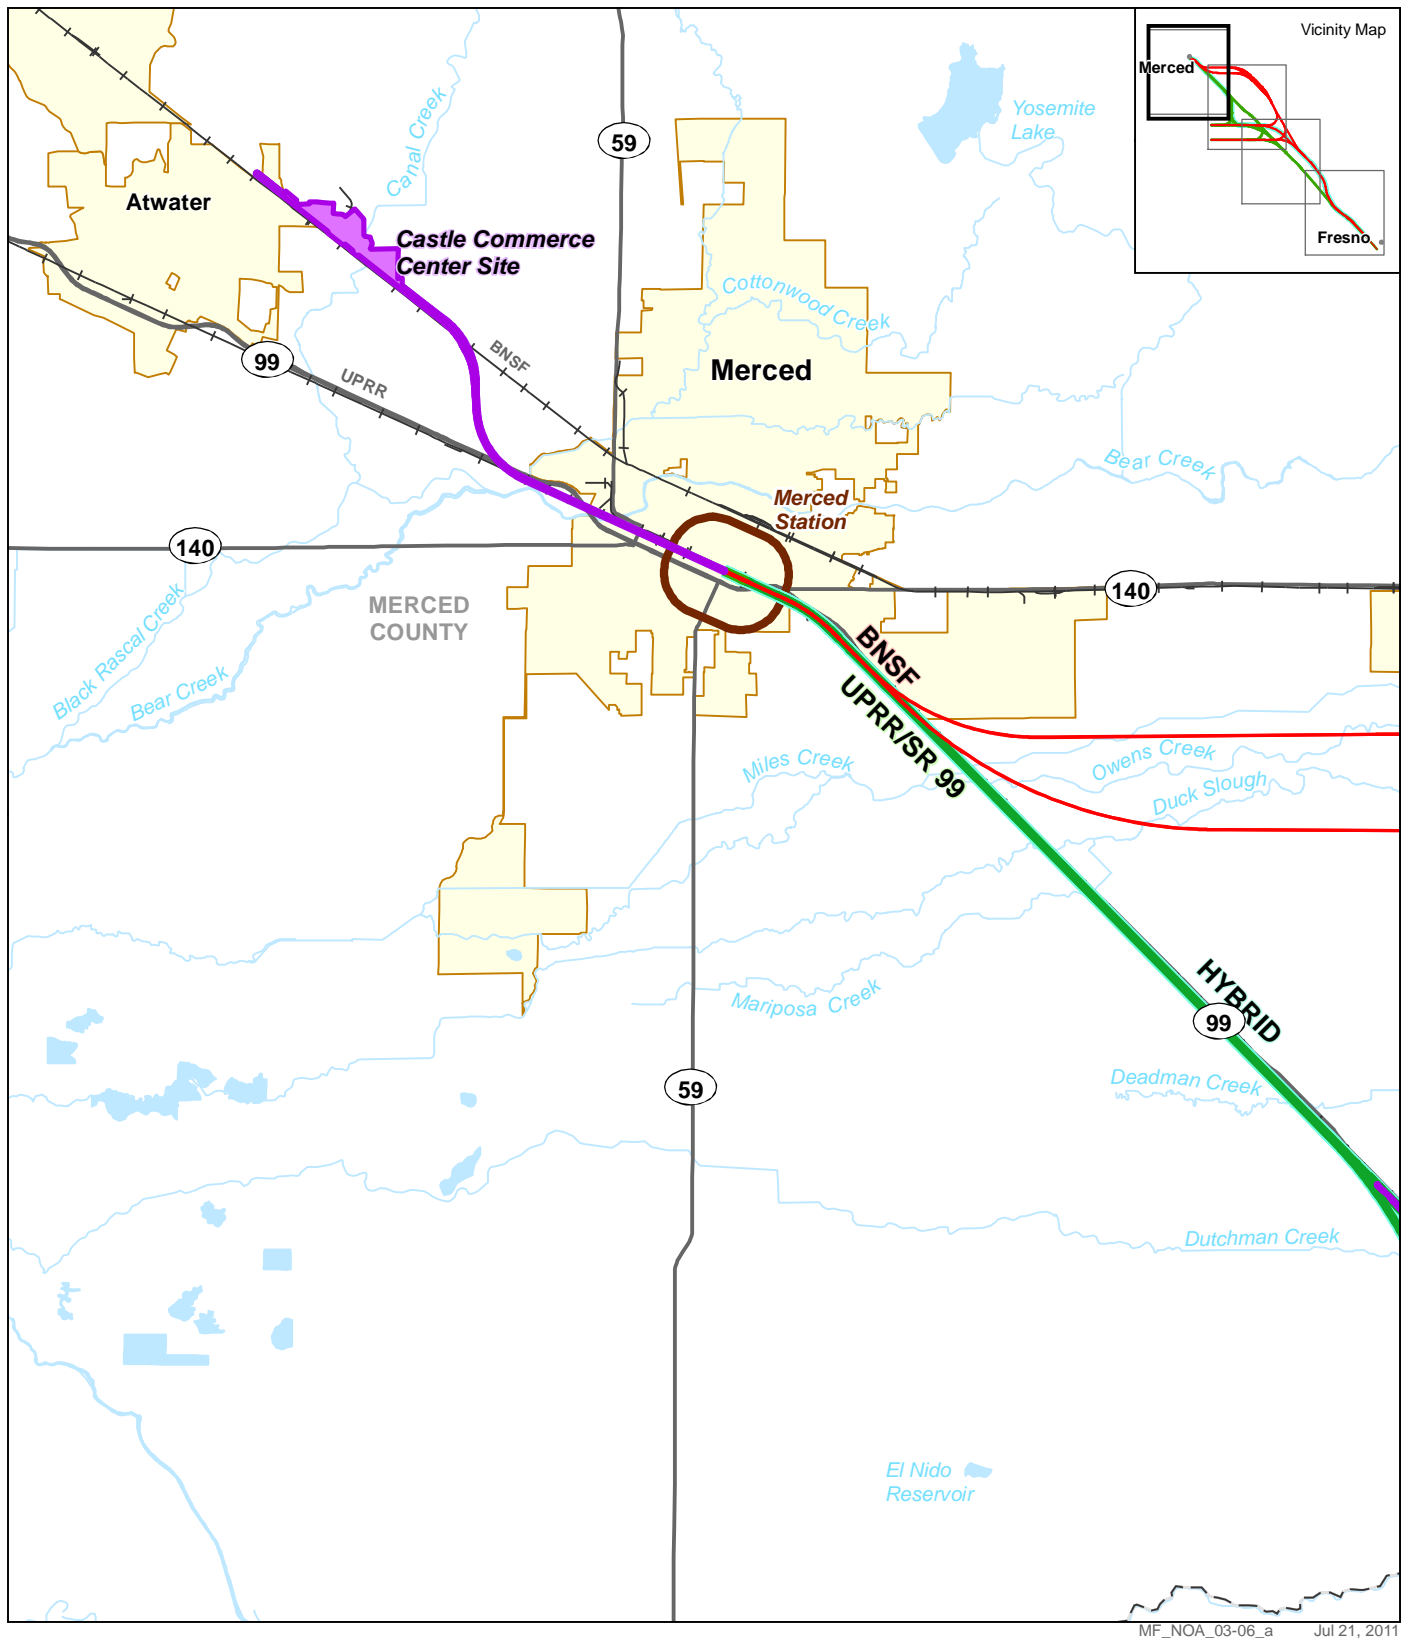 Vicinity Map
Merced
Fresno
Canal Creek
59
Yosemite
Lake
Atwater
Castle Commerce
Center Site
Cottonwood Creek
99
UPRR
BNSF
Merced
Bear Creek
Merced
Station
140
140
MERCED
COUNTY
Black Rascal Creek
Bear Creek
BNSF
UPRR/SR 99
Miles Creek
Owens Creek
Duck Slough
Mariposa Creek
HYBRID
99
59
Deadman Creek
Dutchman Creek
El Nido
Reservoir
MF_NOA_03-06_a
Jul 21, 2011